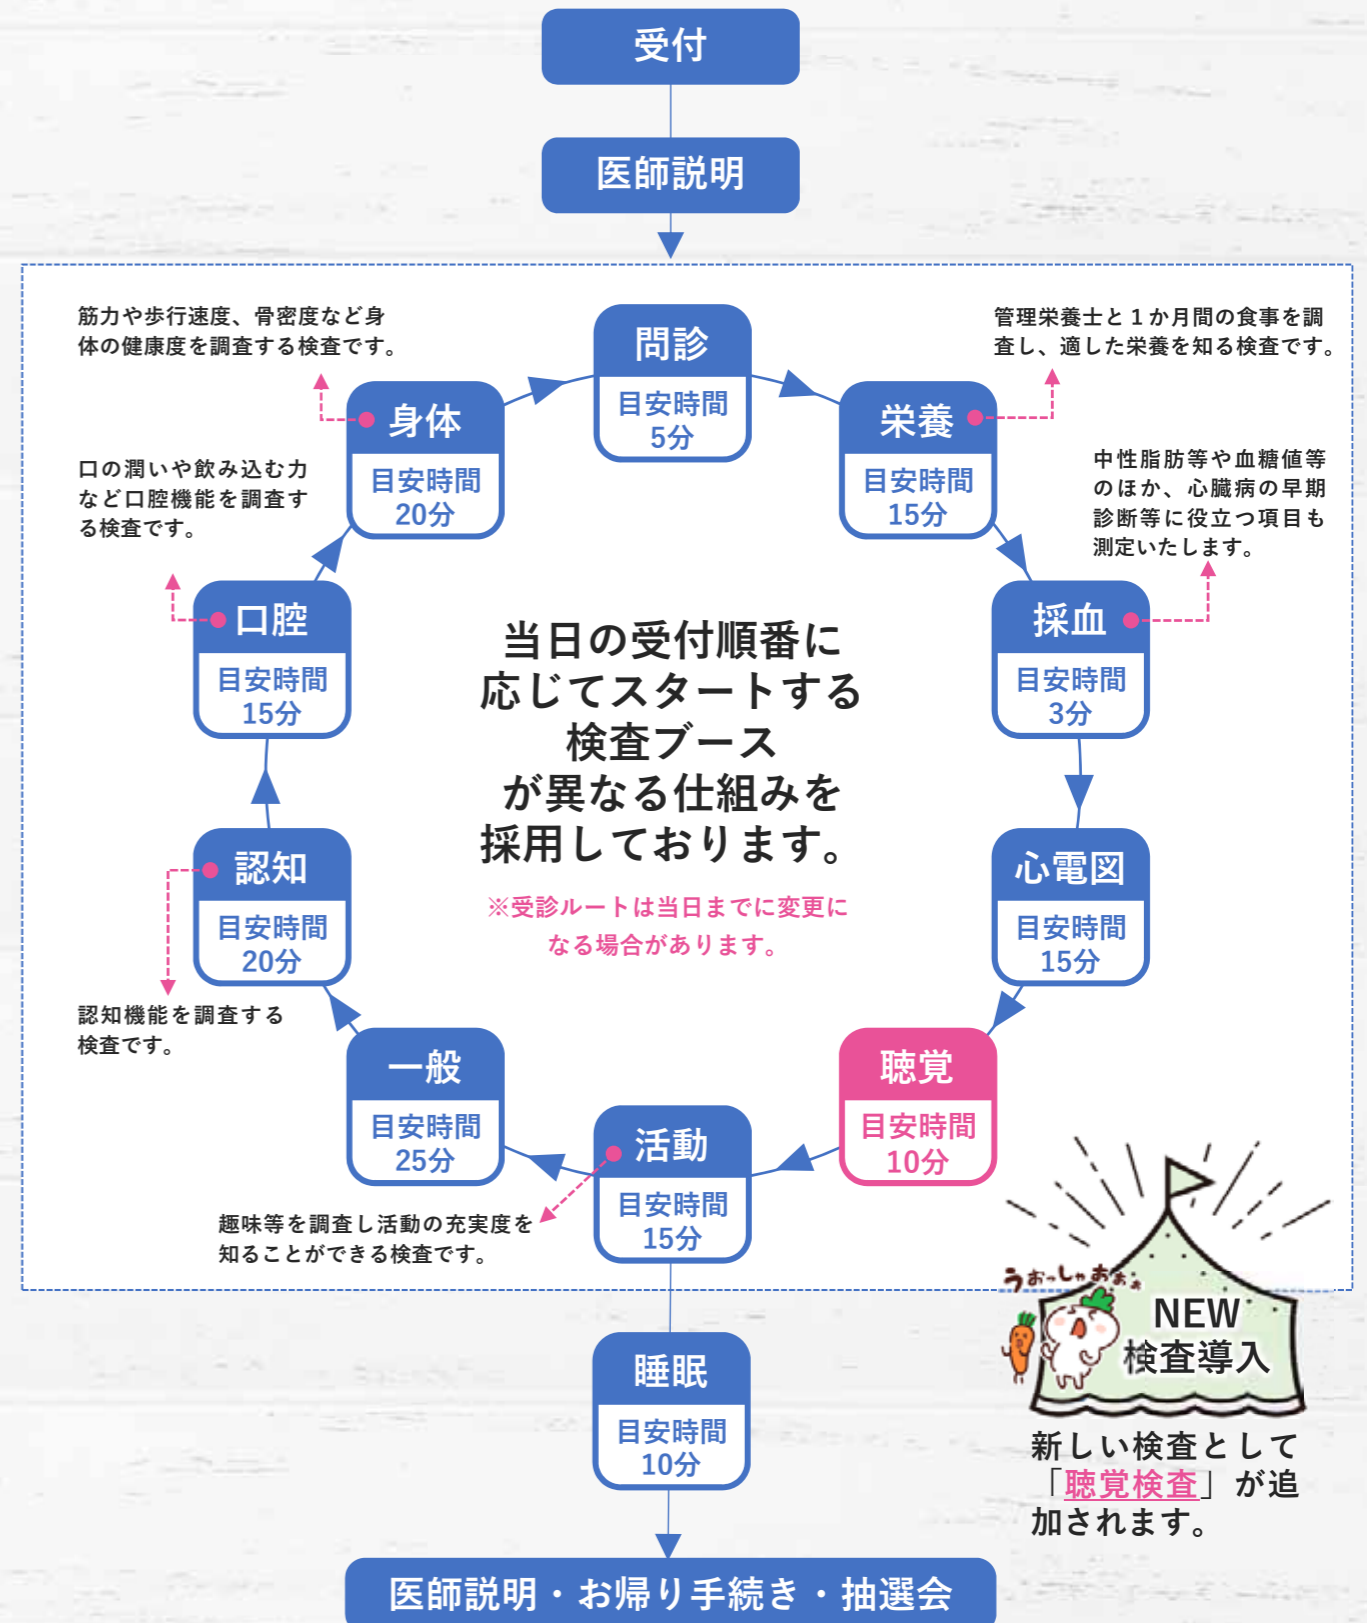 受付
医師説明
筋力や歩行速度、骨密度など身
体の健康度を調査する検査です。
問診
目安時間
5分
管理栄養士と１か月間の食事を調
査し、適した栄養を知る検査です。
身体
目安時間
20分
栄養
目安時間
15分
口の潤いや飲み込む力
など口腔機能を調査す
る検査です。
中性脂肪等や血糖値等
のほか、心臓病の早期
診断等に役立つ項目も
測定いたします。
口腔
目安時間
15分
採血
目安時間
3分
当日の受付順番に
応じてスタートする
検査ブース
が異なる仕組みを
採用しております。
※受診ルートは当日までに変更に
なる場合があります。
認知
目安時間
20分
心電図
目安時間
15分
認知機能を調査する
検査です。
一般
目安時間
25分
聴覚
目安時間
10分
活動
目安時間
15分
趣味等を調査し活動の充実度を
知ることができる検査です。
うおっしゃあぁぁ
NEW
検査導入
睡眠
目安時間
10分
新しい検査として
「聴覚検査」が追
加されます。
医師説明・お帰り手続き・抽選会